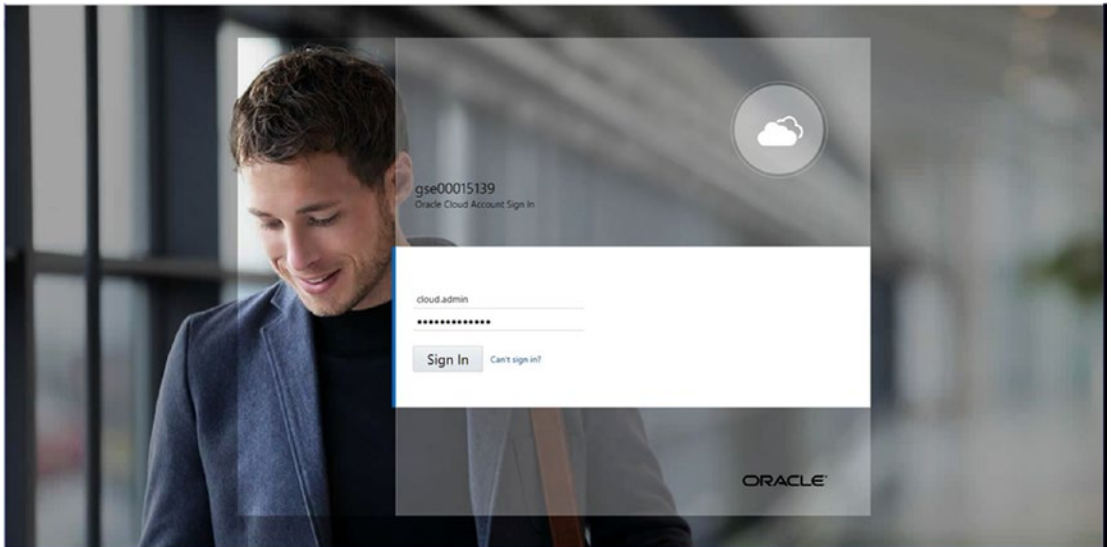 gse00015139
Oracle Cloud Account Sign In
cloud.admin
•••••••••••••
Sign In
Can't sign in?
ORACLE